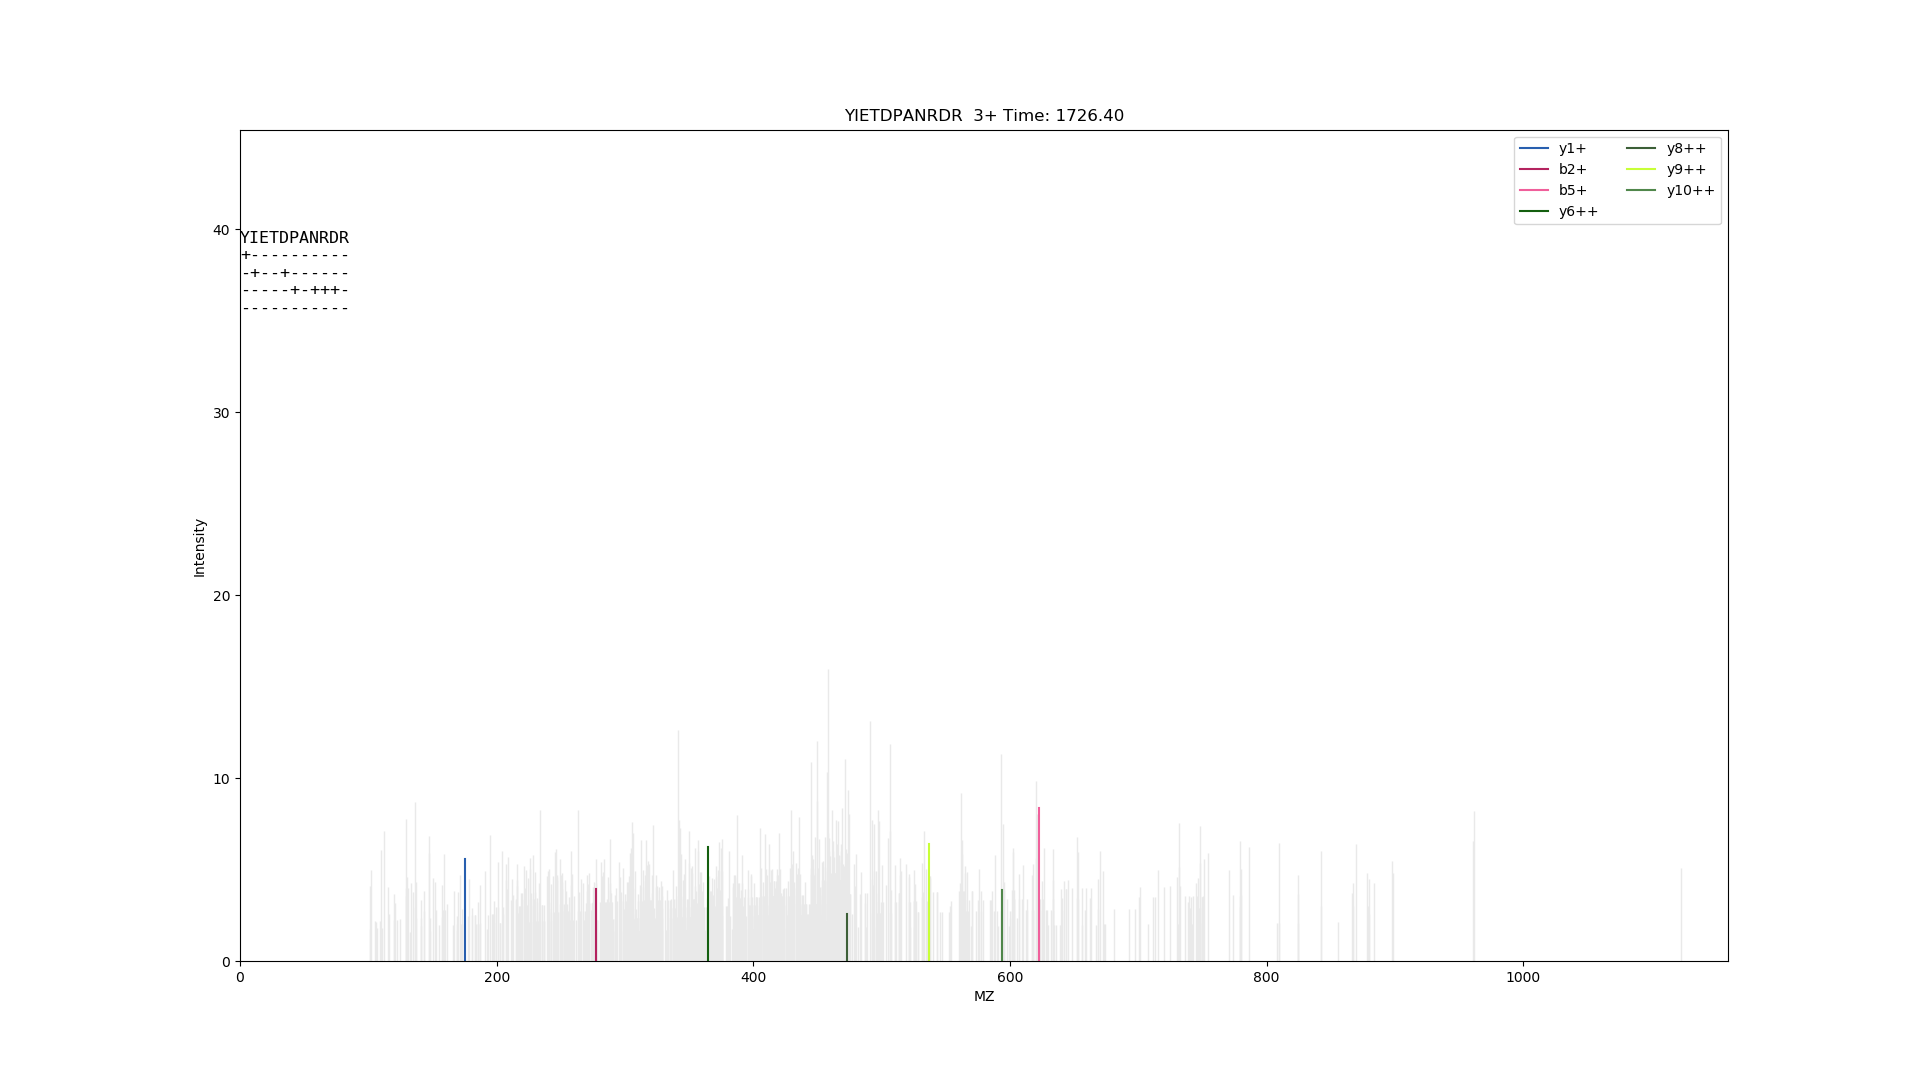 YIETDPANRDR  3+ Time: 1726.40
y1+
b2+
b5+
y6++
y8++
y9++
y10++
40
YIETDPANRDR
+----------
-+--+------
-----+-+++-
-----------
30
Intensity
20
10
0
0 200 400 600 800 1000
MZ